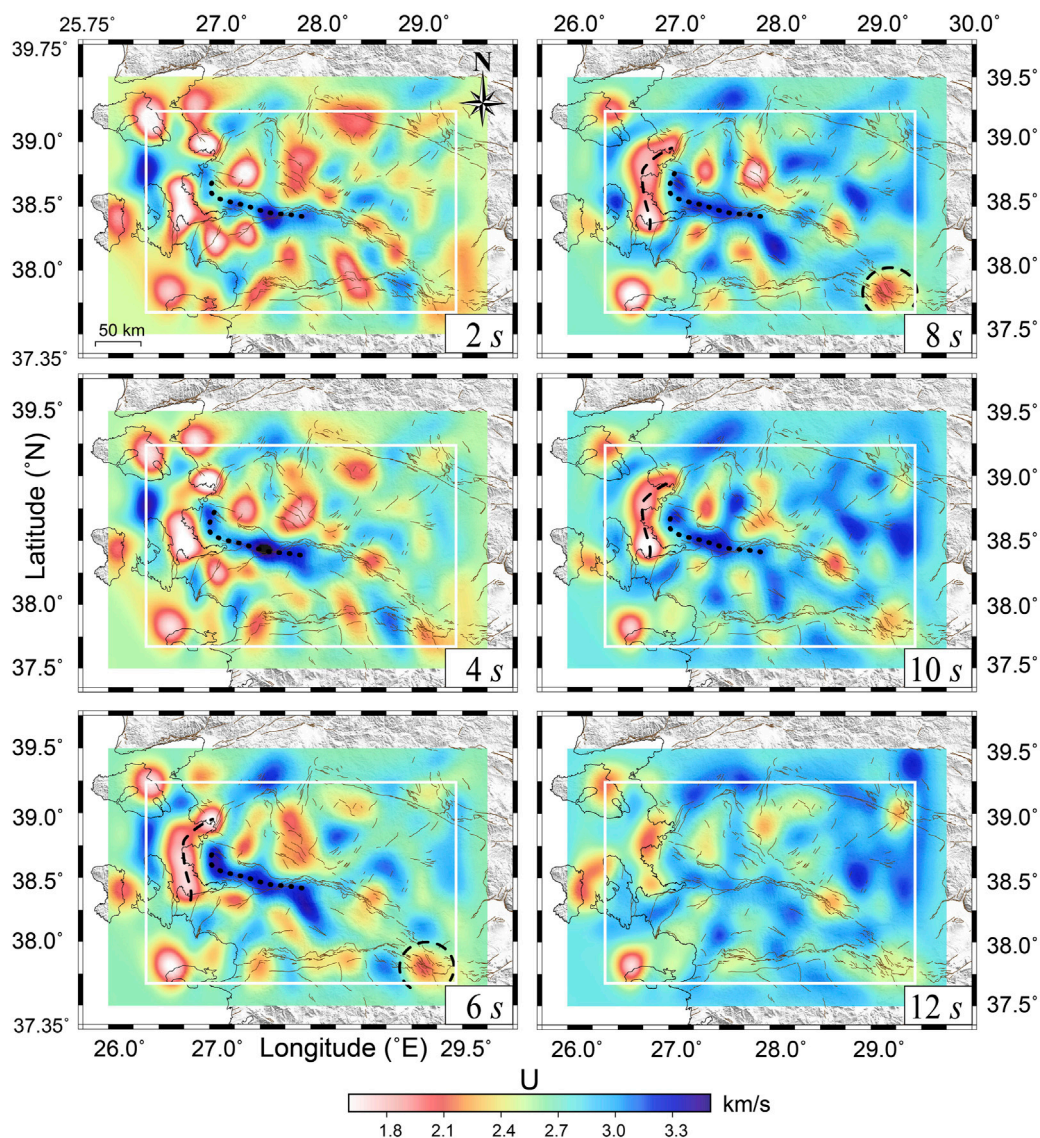 25.75° 27.0° 28.0° 29.0° 26.0° 27.0° 28.0° 29.0° 30.0°
39.75°
N
39.5°
39.0° 39.0°
38.5° 38.5°
38.0° 38.0°
50 km 2 s 8 s 37.5°
37.35°
39.5° 39.5°
39.0° 39.0°
Latitude (°N)
38.5° 38.5°
38.0° 38.0°
37.5° 4 s 10 s 37.5°
39.5° 39.5°
39.0° 39.0°
38.5° 38.5°
38.0° 38.0°
6 s 12 s 37.5°
37.35°
26.0° 27.0° Longitude (°E) 29.5° 26.0° 27.0° 28.0° 29.0°
U
km/s
1.8 2.1 2.4 2.7 3.0 3.3